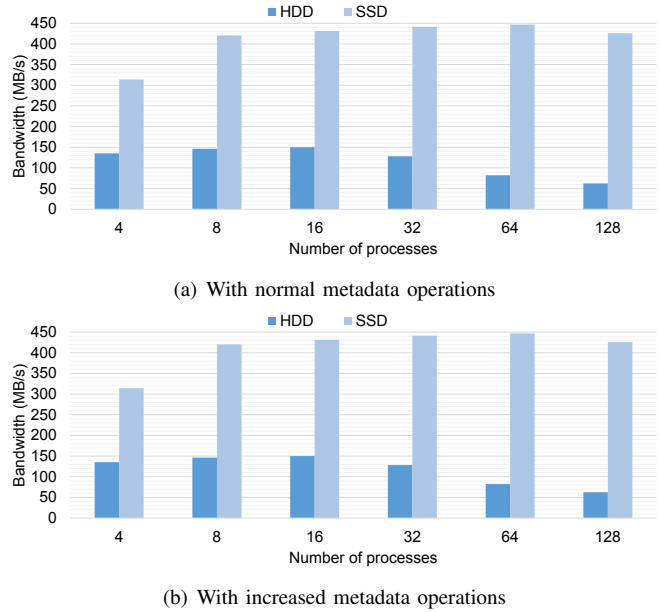 HDD SSD
450
400
350
300
250
200
150
100
50
0
Bandwidth (MB/s)
4 8 16 32 64 128
Number of processes
(a) With normal metadata operations
HDD SSD
450
400
350
300
250
200
150
100
50
0
Bandwidth (MB/s)
4 8 16 32 64 128
Number of processes
(b) With increased metadata operations